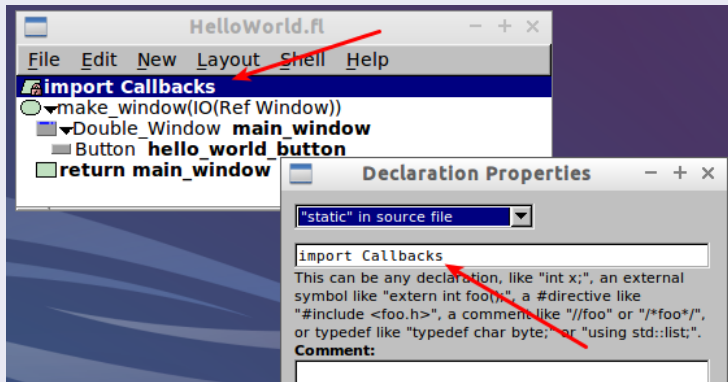 HelloWorld.fl
File Edit New Layout Shell Help
import Callbacks
make_window(IO(Ref Window))
Double_Window main_window
Button hello_world_button
return main_window
Declaration Properties
"static" in source file
import Callbacks
This can be any declaration, like "int x;", an external
symbol like "extern int foo();", a #directive like
"#include <foo.h>", a comment like "//foo" or "/*foo*/",
or typedef like "typedef char byte;" or "using std::list;".
Comment: